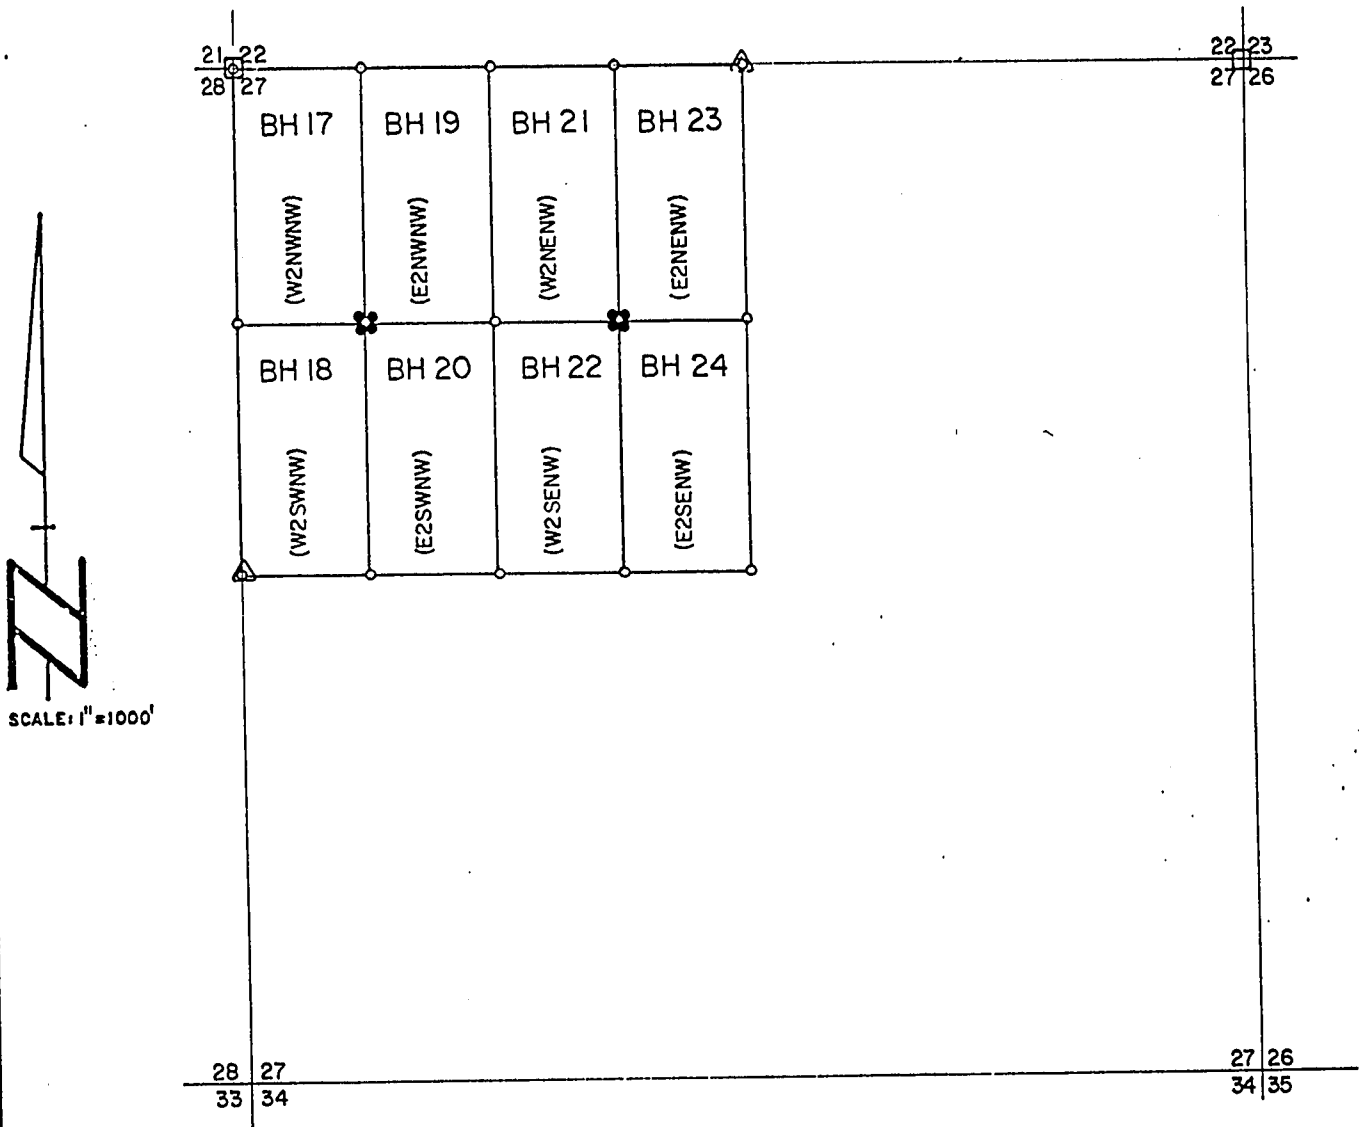 21 22
28 27
22 23
27 26
BH 17 BH 19 BH 21 BH 23
(W2NWNW) (E2NWNW) (W2NENW) (E2NENW)
BH 18 BH 20 BH 22 BH 24
(W2SWNW) (E2SWNW) (W2SENW) (E2SENW)
N
SCALE: 1"=1000'
28 27
33 34
27 26
34 35